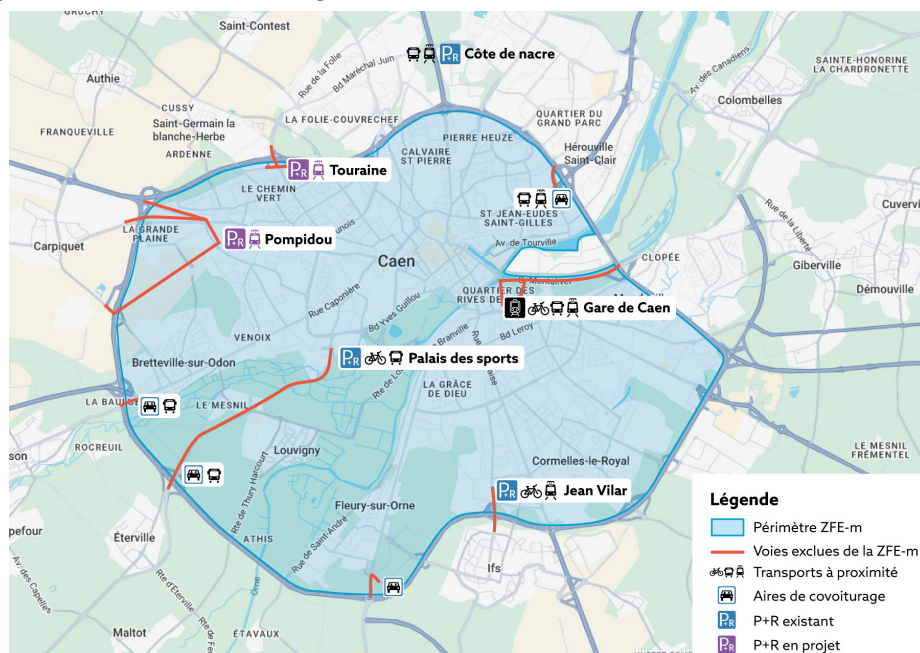 GRUCHY
Saint-Contest
Côte de nacre
Rue de la Folie
Bd Maréchal Juin
Av. des Canadiens
SAINTE-HONORINE
LA CHARDRONETTE
Authie
CUSSY
Saint-Germain la
blanche-Herbe
LA FOLIE-COUVRECHEF
QUARTIER DU
GRAND PARC
Colombelles
FRANQUEVILLE
ARDENNE
PIERRE HEUZE
CALVAIRE
ST PIERRE
Hérouville
Saint-Clair
P+R Touraine
LE CHEMIN
VERT
ST JEAN-EUDES
SAINT-GILLES
Rue de la Liberté
Cuvervi
LA GRANDE
PLAINE
Carpiquet
P+R Pompidou
Av. de Tourville
Caen
CLOPÉE
Giberville
Démouville
QUARTIER DES
RIVES DE
Gare de Caen
Rue Caponière
Bd Yves Guillou
Bd Leroy
VENOIX
P+R Palais des sports
Bretteville-sur-Odon
LA GRÂCE
DE DIEU
LE MESNIL
ROCREUIL
Louvigny
Cormelles-le-Royal
LE MESNIL
FRÉMENTEL
Rte de Thury Harcourt
P+R Jean Vilar
Fleury-sur-Orne
Rue de Saint-André
Éterville
ATHIS
Ifs
Av. des Capelles
Rte d'Éterville
Orne
Maltot
ÉTAVAUX
Légende
Périmètre ZFE-m
Voies exclues de la ZFE-m
Transports à proximité
Aires de covoiturage
P+R P+R existant
P+R P+R en projet